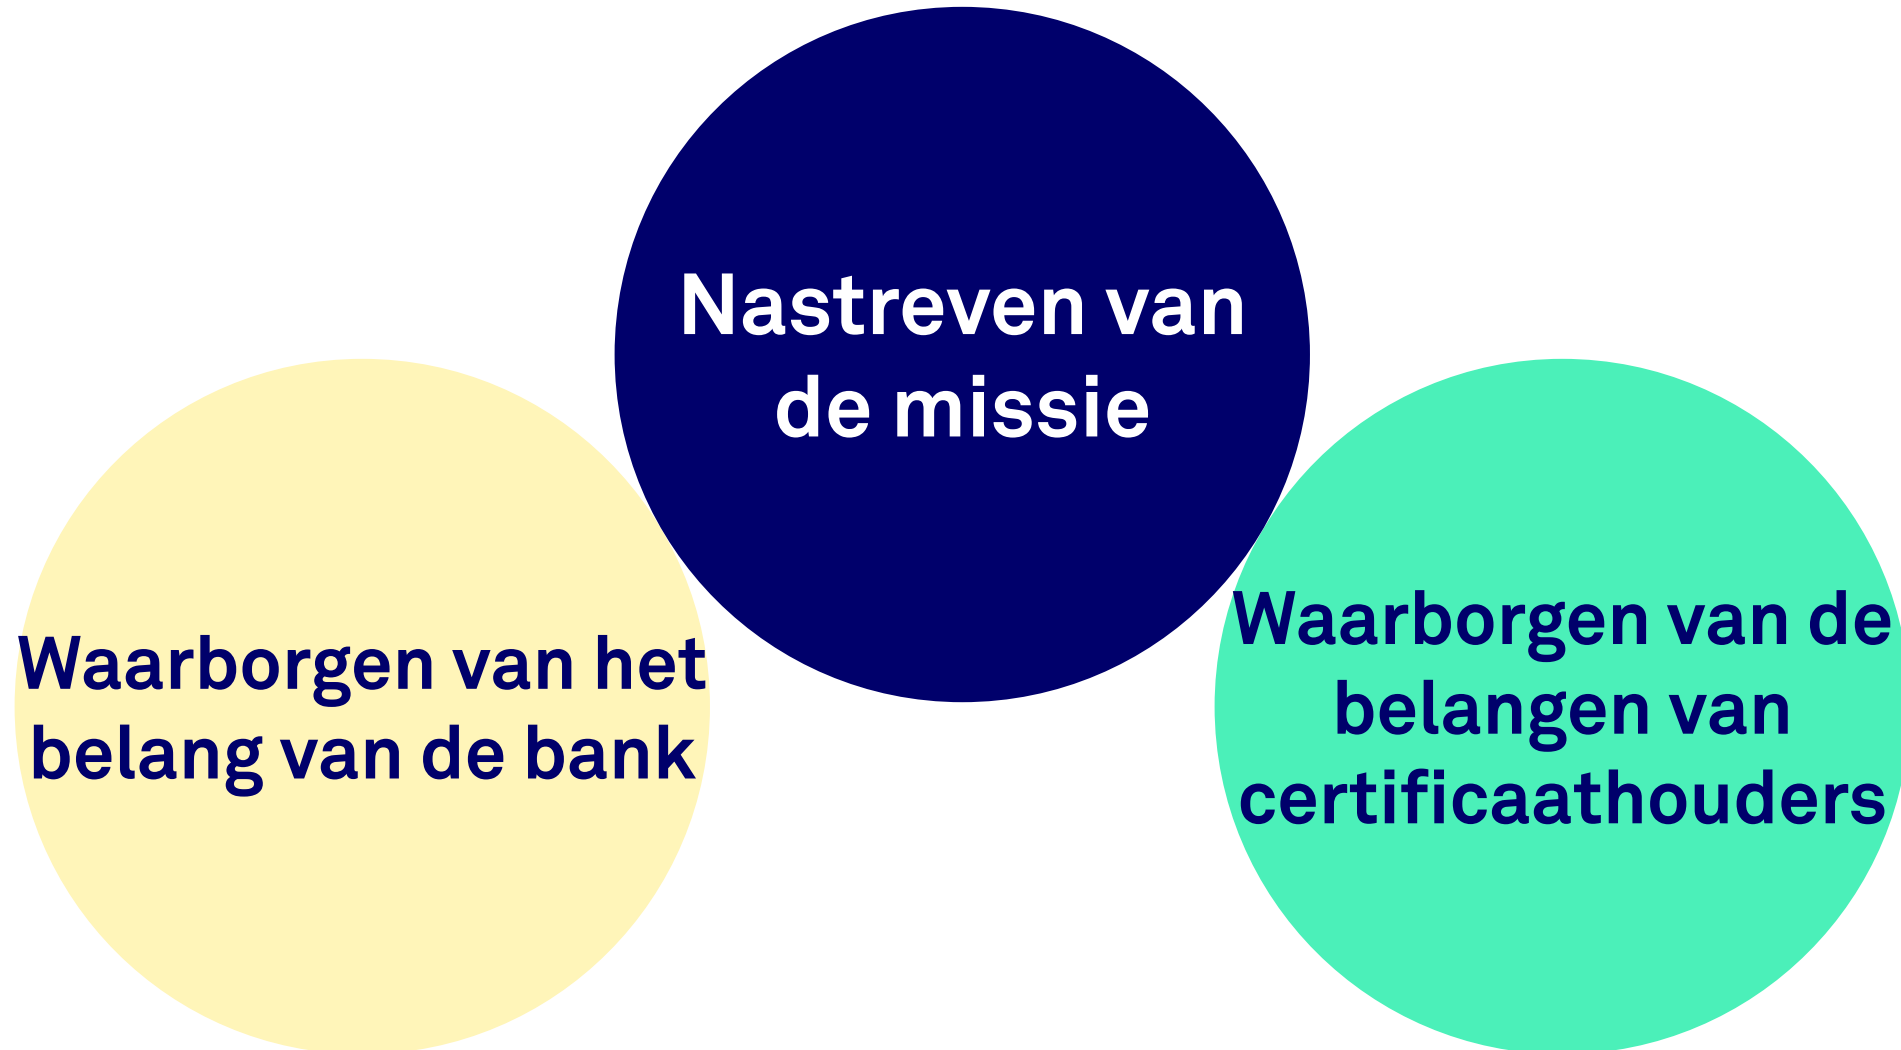 Nastreven van
de missie
Waarborgen van het
belang van de bank
Waarborgen van de
belangen van
certificaathouders